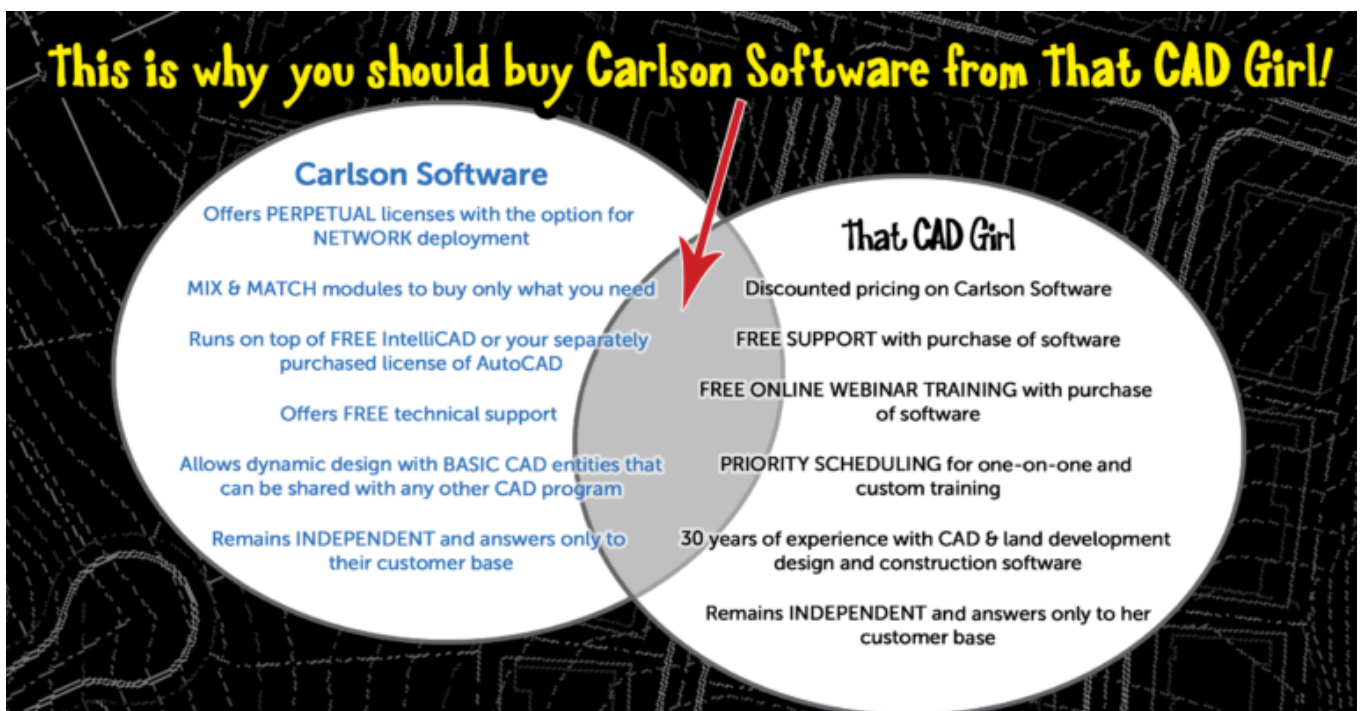 This is why you should buy Carlson Software from That CAD Girl!
Carlson Software
Offers PERPETUAL licenses with the option for
NETWORK deployment
MIX & MATCH modules to buy only what you need
Runs on top of FREE IntelliCAD or your separately
purchased license of AutoCAD
Offers FREE technical support
Allows dynamic design with BASIC CAD entities that
can be shared with any other CAD program
Remains INDEPENDENT and answers only to
their customer base
That CAD Girl
Discounted pricing on Carlson Software
FREE SUPPORT with purchase of software
FREE ONLINE WEBINAR TRAINING with purchase
of software
PRIORITY SCHEDULING for one-on-one and
custom training
30 years of experience with CAD & land development
design and construction software
Remains INDEPENDENT and answers only to her
customer base